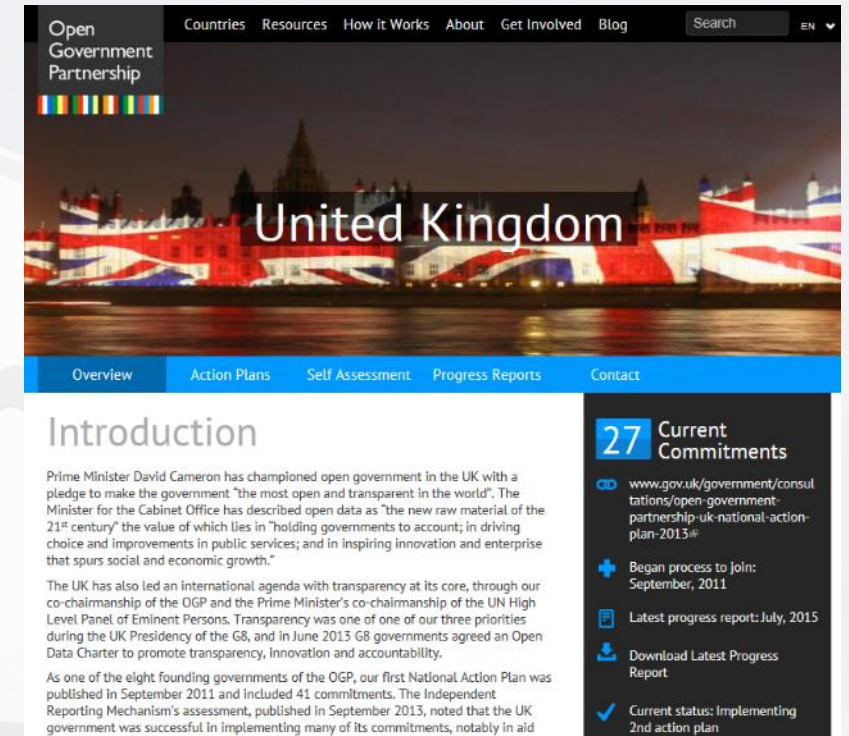 Open
Government
Partnership
Countries Resources How it Works About Get Involved Blog
Search
EN
United Kingdom
Overview Action Plans Self Assessment Progress Reports Contact
Introduction
Prime Minister David Cameron has championed open government in the UK with a
pledge to make the government "the most open and transparent in the world". The
Minister for the Cabinet Office has described open data as "the new raw material of the
21st century" the value of which lies in "holding governments to account; in driving
choice and improvements in public services; and in inspiring innovation and enterprise
that spurs social and economic growth."
The UK has also led an international agenda with transparency at its core, through our
co-chairmanship of the OGP and the Prime Minister's co-chairmanship of the UN High
Level Panel of Eminent Persons. Transparency was one of one of our three priorities
during the UK Presidency of the G8, and in June 2013 G8 governments agreed an Open
Data Charter to promote transparency, innovation and accountability.
As one of the eight founding governments of the OGP, our first National Action Plan was
published in September 2011 and included 41 commitments. The Independent
Reporting Mechanism's assessment, published in September 2013, noted that the UK
government was successful in implementing many of its commitments, notably in aid
27 Current
Commitments
www.gov.uk/government/consul
tations/open-government-
partnership-uk-national-action-
plan-2013
Began process to join:
September, 2011
Latest progress report: July, 2015
Download Latest Progress
Report
Current status: Implementing
2nd action plan